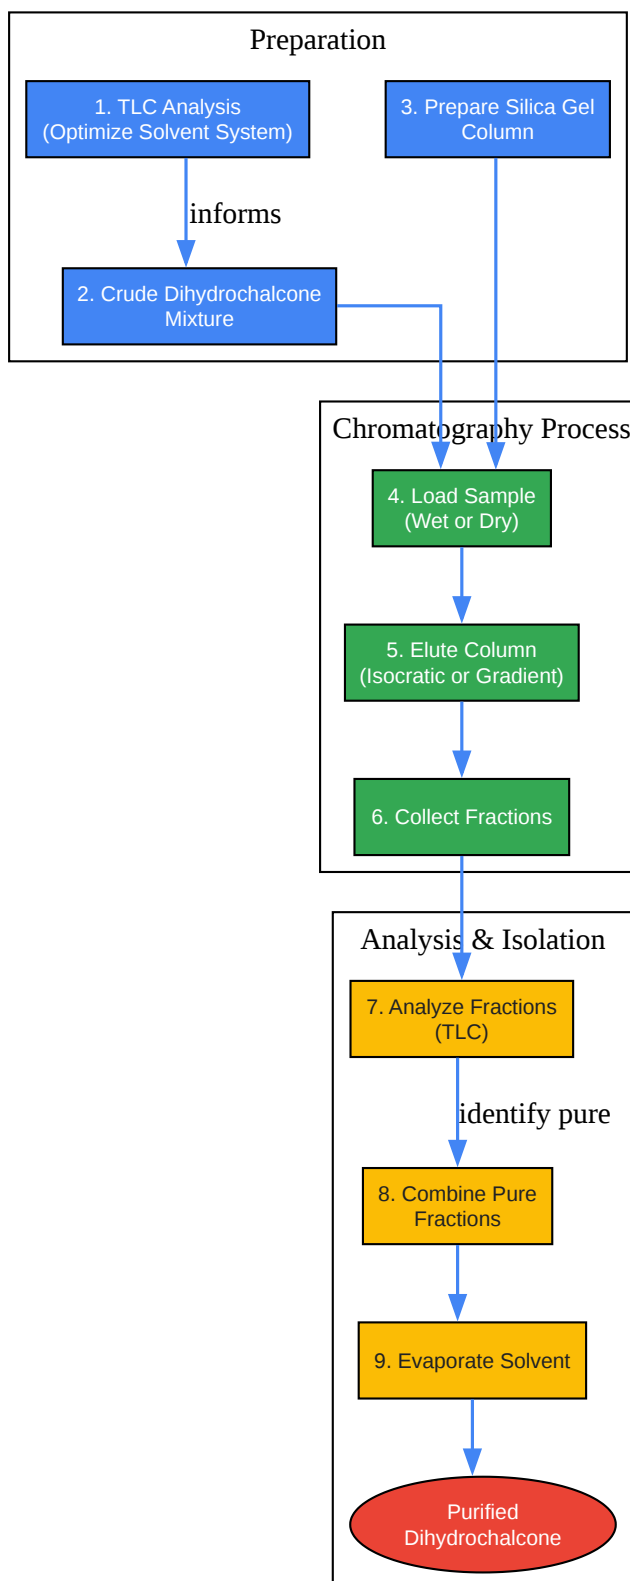 Preparation
1. TLC Analysis
(Optimize Solvent System)
3. Prepare Silica Gel
Column
informs
2. Crude Dihydrochalcone
Mixture
Chromatography Process
4. Load Sample
(Wet or Dry)
5. Elute Column
(Isocratic or Gradient)
6. Collect Fractions
Analysis & Isolation
7. Analyze Fractions
(TLC)
identify pure
8. Combine Pure
Fractions
9. Evaporate Solvent
Purified
Dihydrochalcone